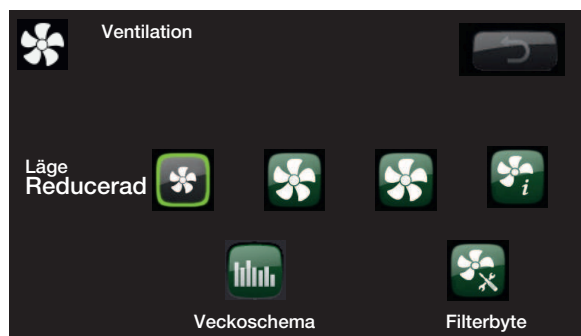 Ventilation
Läge
Reducerad
i
Veckoschema
Filterbyte